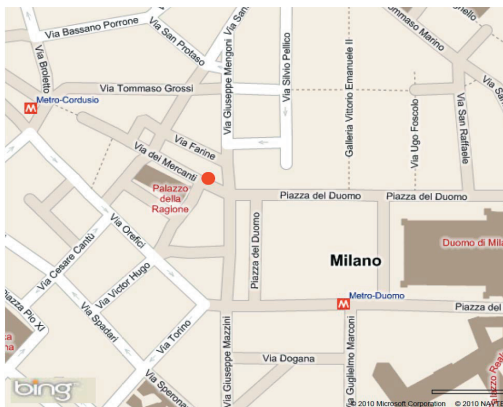 Via Bassano Porrone
Via San Protaso
Via Broletto
Metro-Cordusio
Via Tommaso Grossi
Via Giuseppe Mengoni
Via Silvio Pellico
Galleria Vittorio Emanuele II
Tommaso Marino
Via Ugo Foscolo
Via San Raffaele
Via Farine
Via dei Mercanti
Palazzo
della
Ragione
Piazza del Duomo
Piazza del Duomo
Via Orefici
Via Cesare Cantù
Piazza del Duomo
Milano
Duomo di Mila
Via Victor Hugo
Metro-Duomo
Piazza del
Piazza Pio XI
Via Spadari
Via Torino
Via Giuseppe Mazzini
Via Guglielmo Marconi
Via Dogana
Via Speronar
bing
© 2010 Microsoft Corporation
© 2010 NAVTE